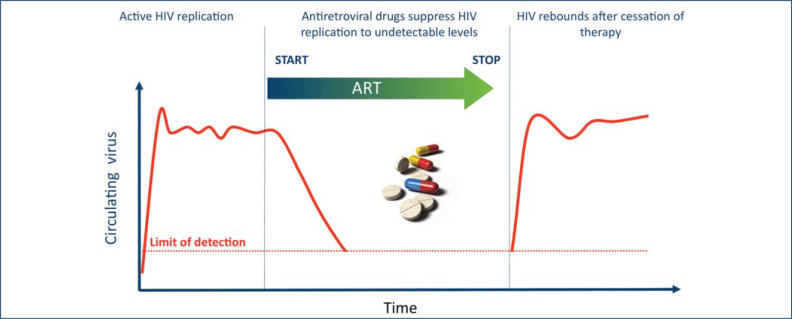 Active HIV replication
Antiretroviral drugs suppress HIV
replication to undetectable levels
HIV rebounds after cessation of
therapy
START
STOP
ART
Circulating virus
Limit of detection
Time